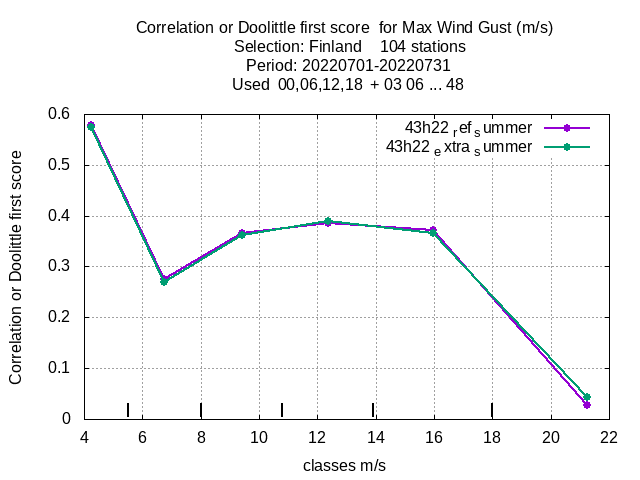 Correlation or Doolittle first score  for Max Wind Gust (m/s)
Selection: Finland    104 stations
Period: 20220701-20220731
Used  00,06,12,18  + 03 06 ... 48
43h22 ref summer
43h22 extra summer
Correlation or Doolittle first score
0.6
0.5
0.4
0.3
0.2
0.1
0
4 6 8 10 12 14 16 18 20 22
classes m/s